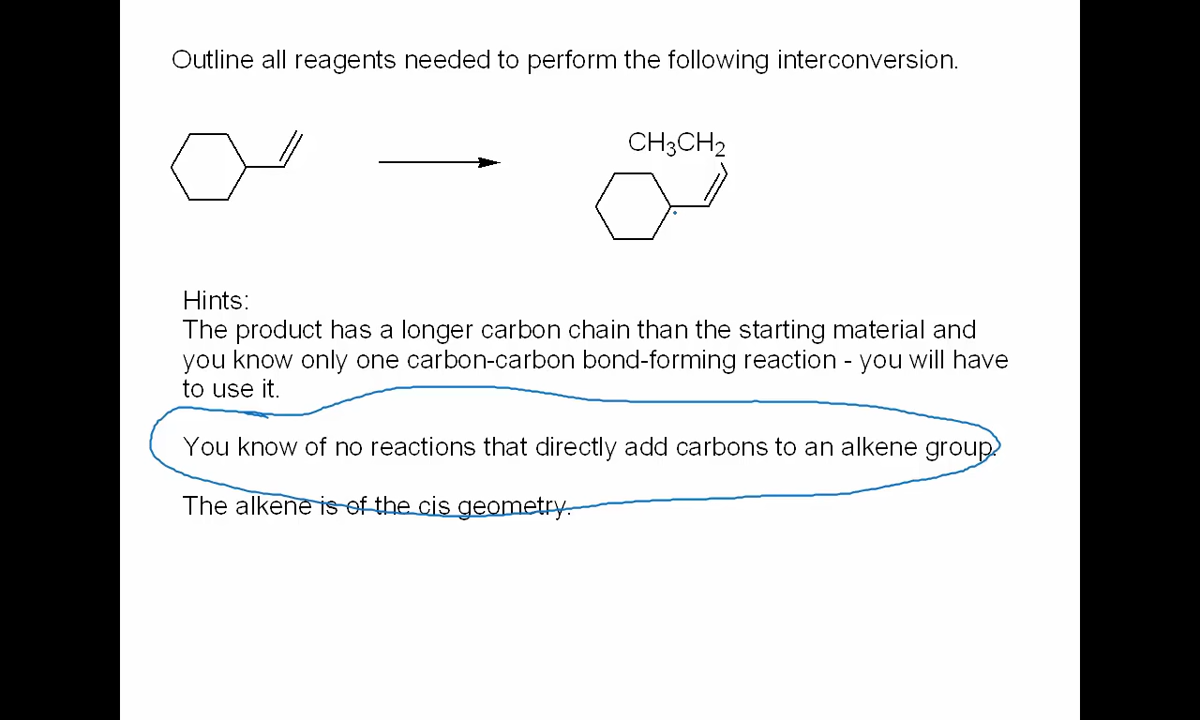 Outline all reagents needed to perform the following interconversion.
CH₃CH₂
Hints:
The product has a longer carbon chain than the starting material and
you know only one carbon-carbon bond-forming reaction - you will have
to use it.
You know of no reactions that directly add carbons to an alkene group.
The alkene is of the cis geometry.